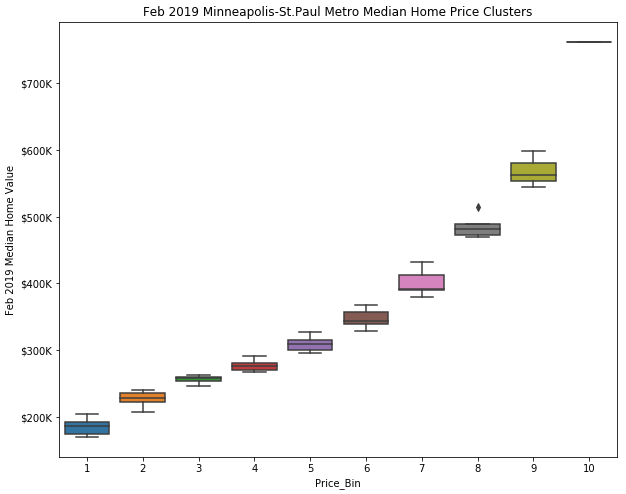 Feb 2019 Minneapolis-St.Paul Metro Median Home Price Clusters
$700K
$600K
$500K
$400K
$300K
$200K
Feb 2019 Median Home Value
1 2 3 4 5 6 7 8 9 10
Price_Bin